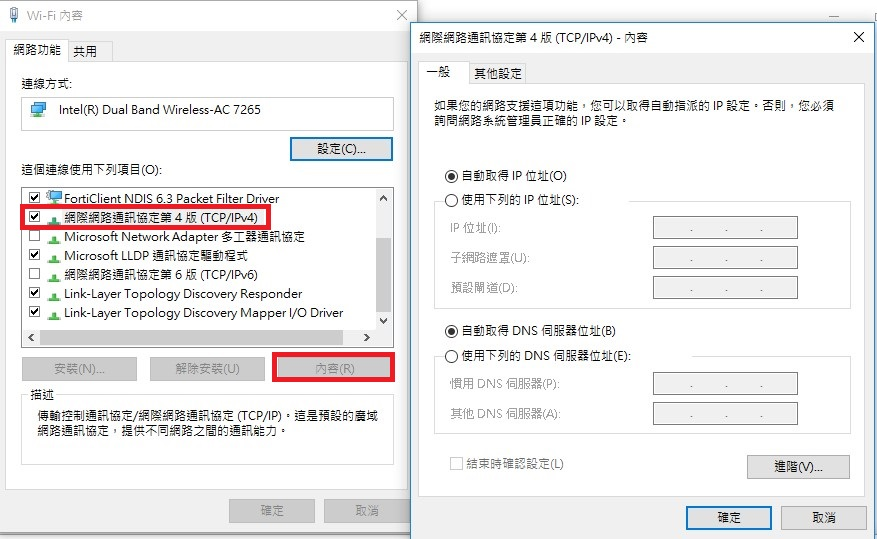 Wi-Fi 內容
網路功能
共用
連線方式:
Intel(R) Dual Band Wireless-AC 7265
設定(C)...
這個連線使用下列項目(O):
FortiClient NDIS 6.3 Packet Filter Driver
網際網路通訊協定第 4 版 (TCP/IPv4)
Microsoft Network Adapter 多工器通訊協定
Microsoft LLDP 通訊協定驅動程式
網際網路通訊協定第 6 版 (TCP/IPv6)
Link-Layer Topology Discovery Responder
Link-Layer Topology Discovery Mapper I/O Driver
安裝(N)...
解除安裝(U)
內容(R)
描述
傳輸控制通訊協定/網際網路通訊協定 (TCP/IP)。這是預設的廣域
網路通訊協定，提供不同網路之間的通訊能力。
確定
取消
網際網路通訊協定第 4 版 (TCP/IPv4) - 內容
一般
其他設定
如果您的網路支援這項功能，您可以取得自動指派的 IP 設定。否則，您必須
詢問網路系統管理員正確的 IP 設定。
自動取得 IP 位址(O)
使用下列的 IP 位址(S):
IP 位址(I):
子網路遮罩(U):
預設閘道(D):
自動取得 DNS 伺服器位址(B)
使用下列的 DNS 伺服器位址(E):
慣用 DNS 伺服器(P):
其他 DNS 伺服器(A):
結束時確認設定(L)
進階(V)...
確定
取消